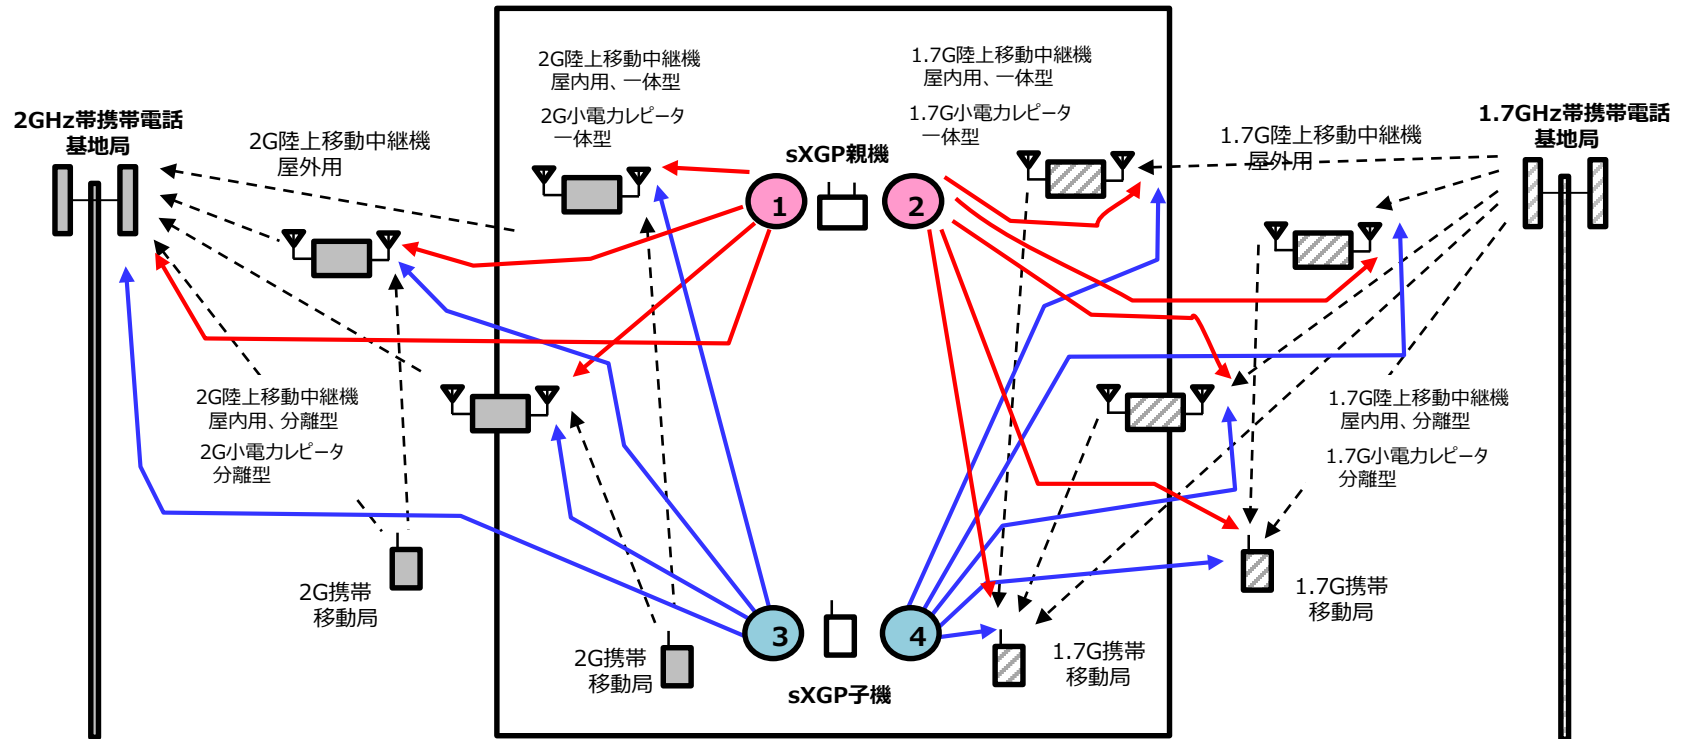 2GHz帯携帯電話
基地局
2G陸上移動中継機
屋外用
2G陸上移動中継機
屋内用、一体型
2G小電力レピータ
一体型
sXGP親機
1
2
1.7G陸上移動中継機
屋内用、一体型
1.7G小電力レピータ
一体型
1.7G陸上移動中継機
屋外用
1.7GHz帯携帯電話
基地局
2G陸上移動中継機
屋内用、分離型
2G小電力レピータ
分離型
1.7G陸上移動中継機
屋内用、分離型
1.7G小電力レピータ
分離型
2G携帯
移動局
2G携帯
移動局
3
4
sXGP子機
1.7G携帯
移動局
1.7G携帯
移動局